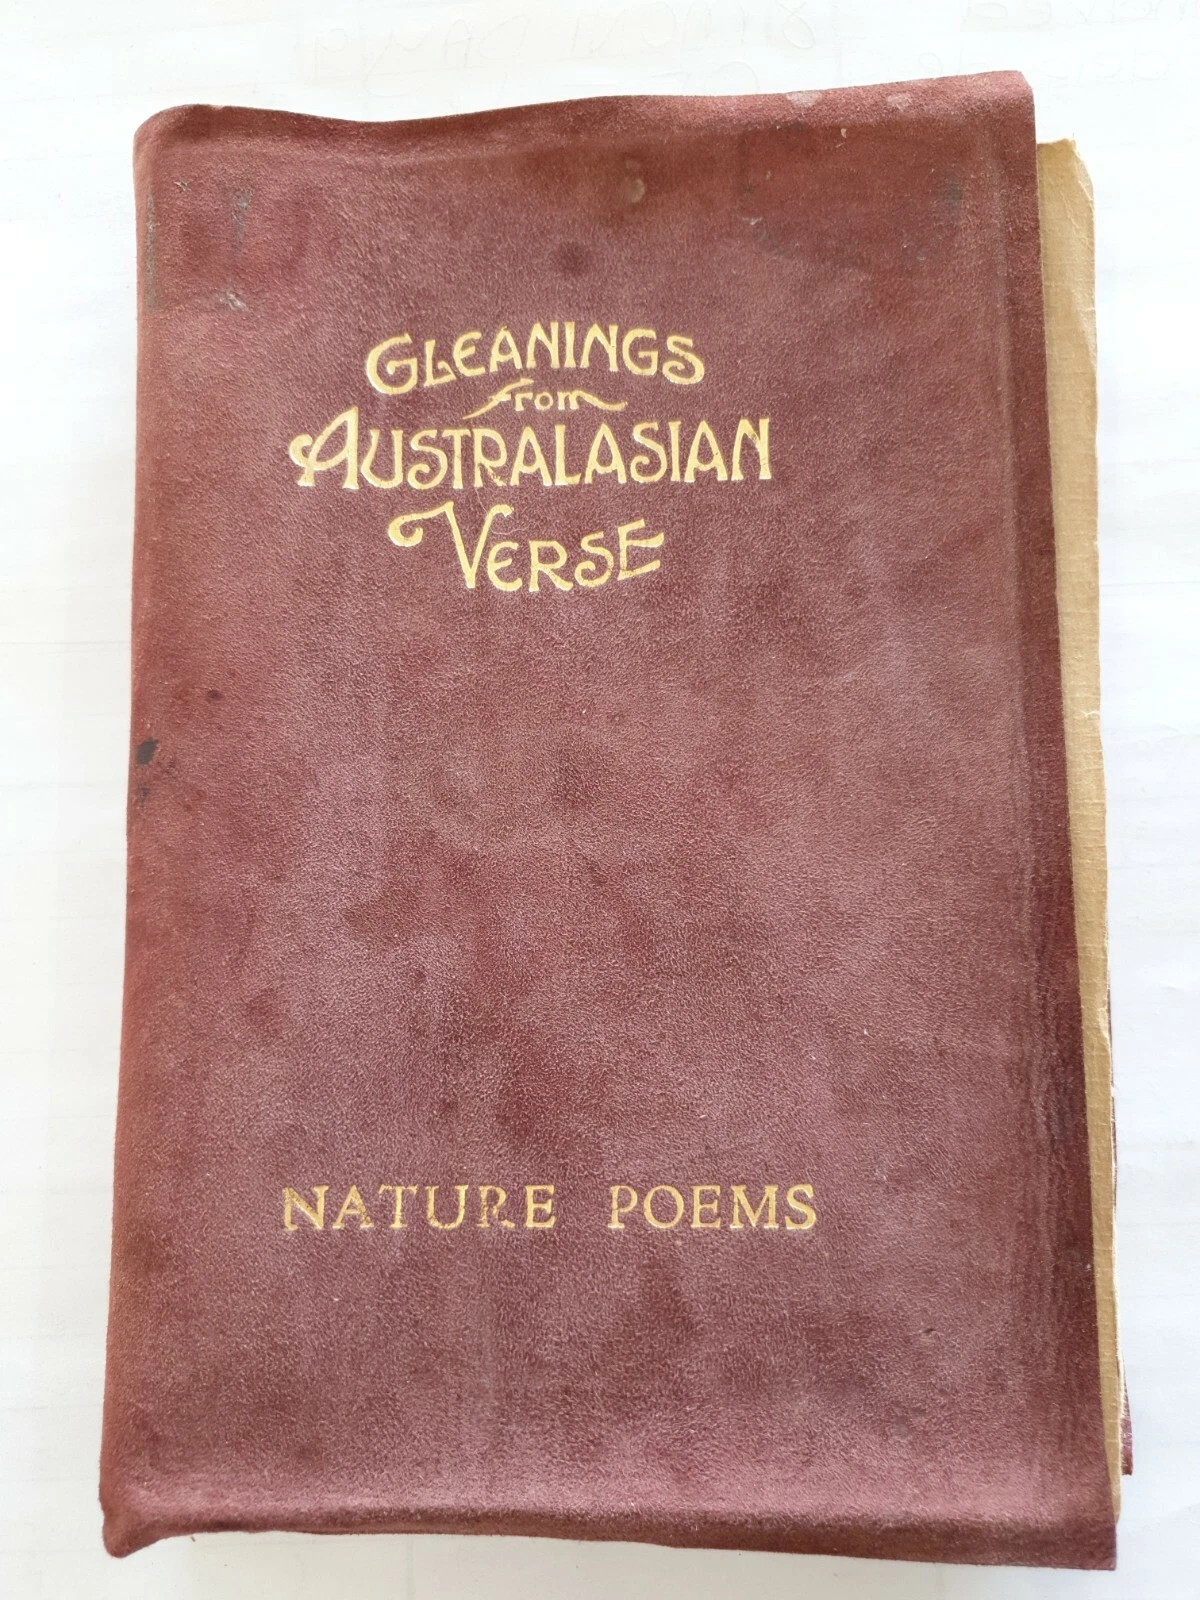 GLEANINGS
from
AUSTRALASIAN
VERSE
NATURE POEMS